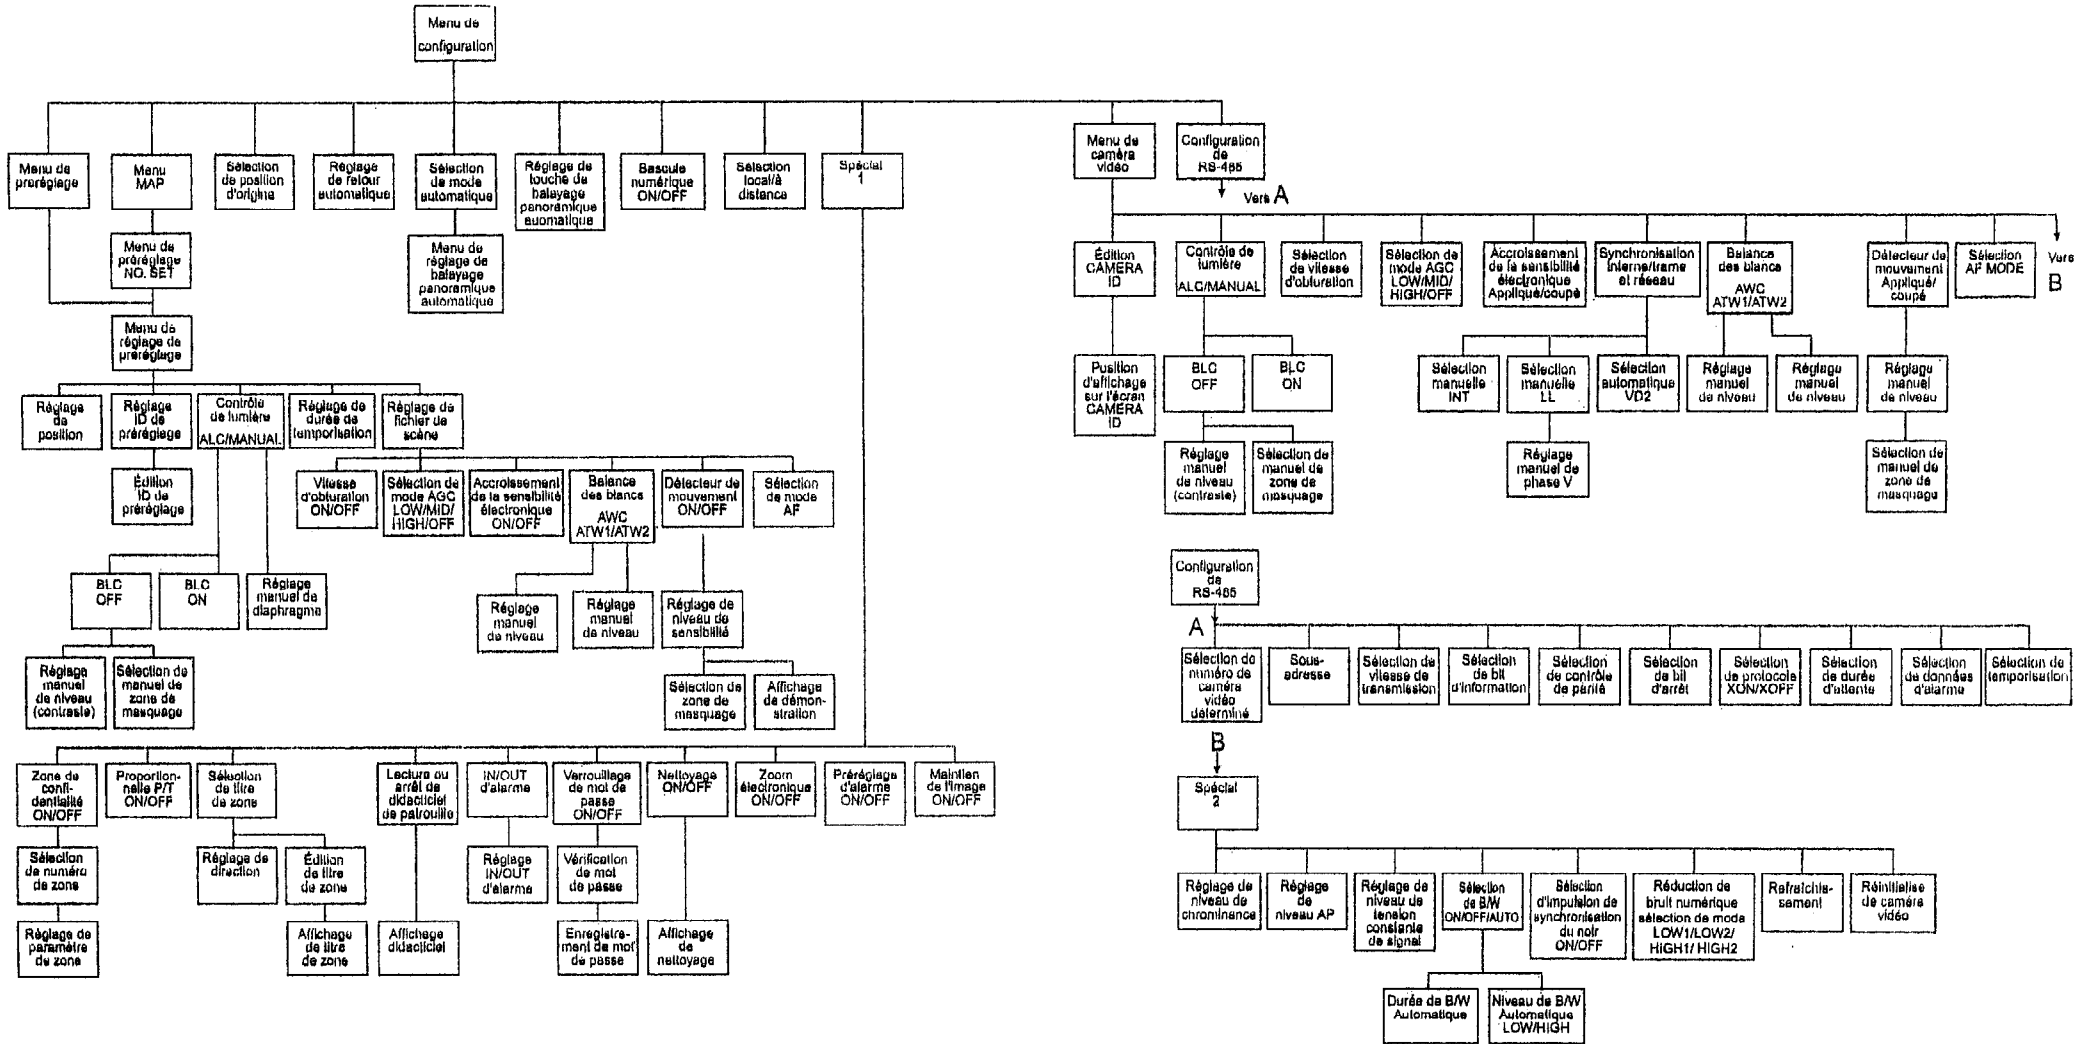 Menu de
configuration
Menu de
préréglage
Menu
MAP
Sélection
de position
d'origine
Réglage
de retour
automatique
Sélection
de mode
automatique
Réglage de
touche de
balayage
panoramique
auomatique
Bascule
numérique
ON/OFF
Sélection
local/à
distance
Spécial
1
Menu de
caméra
vidéo
Configuration
de
RS-485
Vers A
Menu de
préréglage
NO. SET
Menu de
réglage de
balayage
panoramique
automatique
Menu de
réglage de
préréglage
Réglage
de
position
Réglage
ID de
préréglage
Contrôle
de lumière
ALC/MANUAL
Réglage de
durée de
temporisation
Réglage de
fichier de
scène
Édition
ID de
préréglage
Vitesse
d'obturation
ON/OFF
Sélection de
mode AGC
LOW/MID/
HIGH/OFF
Accroissement
de la sensibilité
électronique
ON/OFF
Balance
des blancs
AWC
ATW1/ATW2
Détecteur de
mouvement
ON/OFF
Sélection
de mode
AF
BLC
OFF
BLC
ON
Réglage
manuel de
diaphragme
Réglage
manuel
de niveau
Réglage
manuel
de niveau
Réglage de
niveau de
sensibilité
Réglage
manuel
de niveau
(contraste)
Sélection de
manuel de
zone de
masquage
Sélection de
zone de
masquage
Affichage
de démon-
stration
Zone de
confi-
dentialité
ON/OFF
Proportion-
nelle P/T
ON/OFF
Sélection
de titre
de zone
Lecture ou
arrêt de
didacticiel
de patrouille
IN/OUT
d'alarme
Verrouillage
de mot de
passe
ON/OFF
Nettoyage
ON/OFF
Zoom
électronique
ON/OFF
Préréglage
d'alarme
ON/OFF
Maintien
de l'image
ON/OFF
Sélection
de numéro
de zone
Réglage de
direction
Édition
de titre
de zone
Réglage
IN/OUT
d'alarme
Vérification
de mot
de passe
Réglage de
paramètre
de zone
Affichage
de titre
de zone
Affichage
didacticiel
Enregistre-
ment de mot
de passe
Affichage
de
nettoyage
Édition
CAMERA
ID
Contrôle de
lumière
ALC/MANUAL
Sélection
de vitesse
d'obturation
Sélection de
mode AGC
LOW/MID/
HIGH/OFF
Accroissement
de la sensibilité
électronique
Appliqué/coupé
Synchronisation
interne/trame
et réseau
Balance
des blancs
AWC
ATW1/ATW2
Détecteur de
mouvement
Appliqué/
coupé
Sélection
AF MODE
Vers
B
Position
d'affichage
sur l'écran
CAMERA
ID
BLC
OFF
BLC
ON
Sélection
manuelle
INT
Sélection
manuelle
LL
Sélection
automatique
VD2
Réglage
manuel
de niveau
Réglage
manuel
de niveau
Réglage
manuel
de niveau
Réglage
manuel
de niveau
(contraste)
Sélection de
manuel de
zone de
masquage
Réglage
manuel de
phase V
Sélection de
manuel de
zone de
masquage
Configuration
de
RS-485
A
Sélection de
numéro de
caméra
vidéo
déterminé
Sous-
adresse
Sélection de
vitesse de
transmission
Sélection
de bit
d'information
Sélection
de contrôle
de parité
Sélection
de bit
d'arrêt
Sélection
de protocole
XON/XOFF
Sélection
de durée
d'attente
Sélection
de données
d'alarme
Sélection de
temporisation
B
Spécial
2
Réglage de
niveau de
chrominance
Réglage
de
niveau AP
Réglage de
niveau de
tension
constante
de signal
Sélection
de B/W
ON/OFF/AUTO
Sélection
d'impulsion de
synchronisation
du noir
ON/OFF
Réduction de
bruit numérique
sélection de mode
LOW1/LOW2/
HIGH1/ HIGH2
Rafraîchis-
sement
Réinitialise
de caméra
vidéo
Durée de B/W
Automatique
Niveau de B/W
Automatique
LOW/HIGH